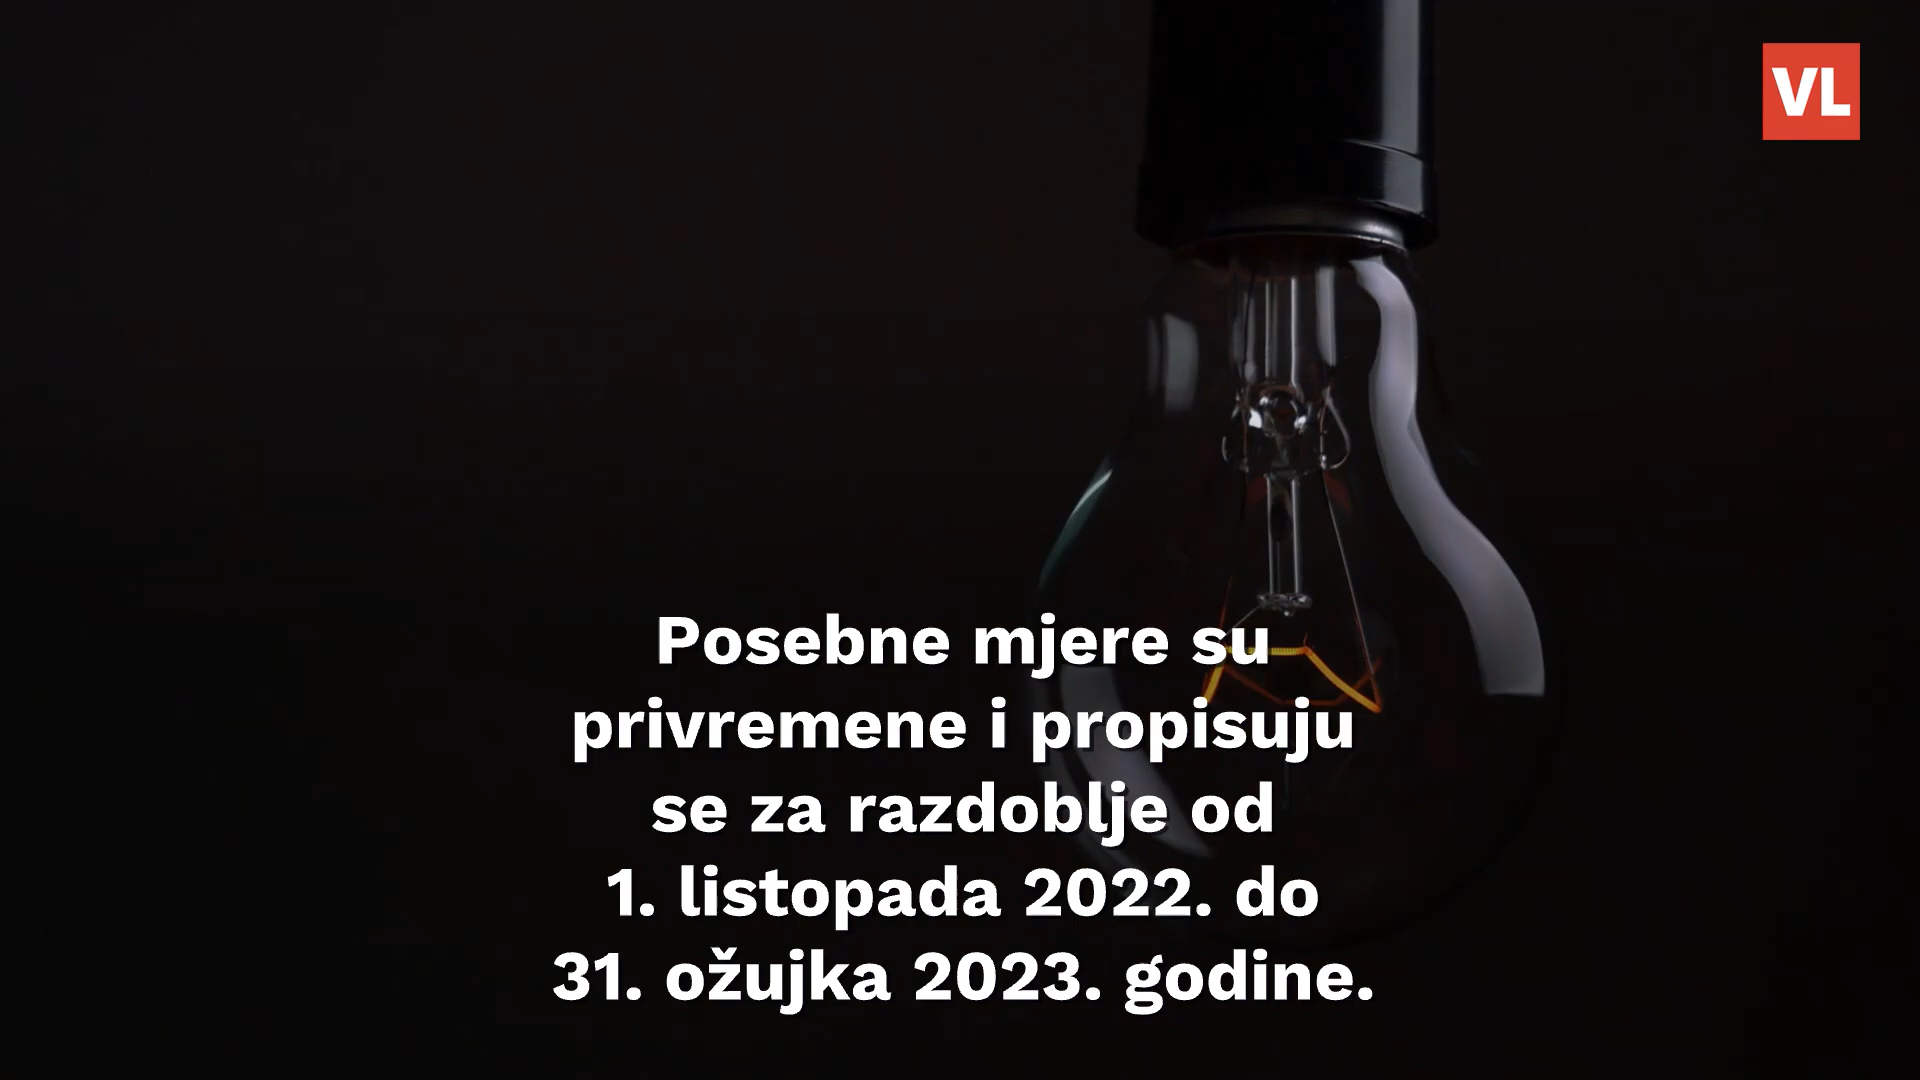 VL
Posebne mjere su
privremene i propisuju
se za razdoblje od
1. listopada 2022. do
31. ožujka 2023. godine.